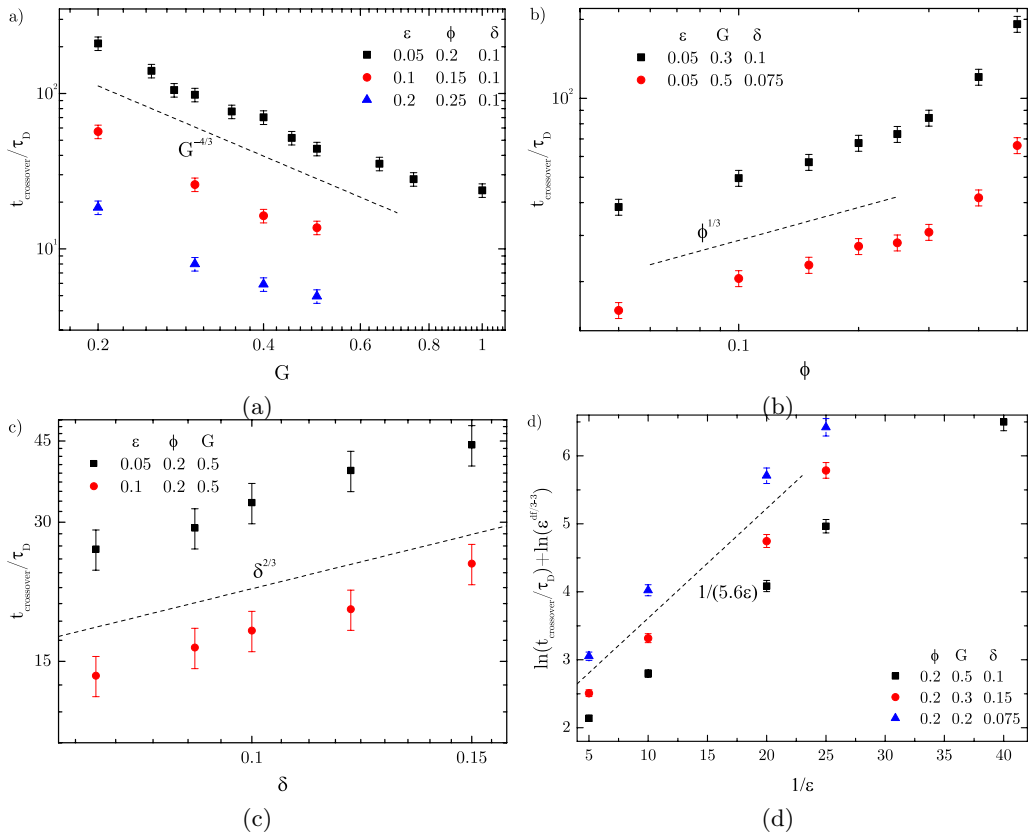 a)
ε ϕ δ
0.05 0.2 0.1
0.1 0.15 0.1
0.2 0.25 0.1
10²
10¹
t_crossover/τ_D
G^-4/3
0.2 0.4 0.6 0.8 1
G
(a)
b)
ε G δ
0.05 0.3 0.1
0.05 0.5 0.075
10²
t_crossover/τ_D
ϕ^1/3
0.1
ϕ
(b)
c)
ε ϕ G
0.05 0.2 0.5
0.1 0.2 0.5
45
30
15
t_crossover/τ_D
δ^2/3
0.1 0.15
δ
(c)
d)
6
5
4
3
2
ln(t_crossover/τ_D)+ln(ε^df/3-3)
1/(5.6ε)
ϕ G δ
0.2 0.5 0.1
0.2 0.3 0.15
0.2 0.2 0.075
5 10 15 20 25 30 35 40
1/ε
(d)